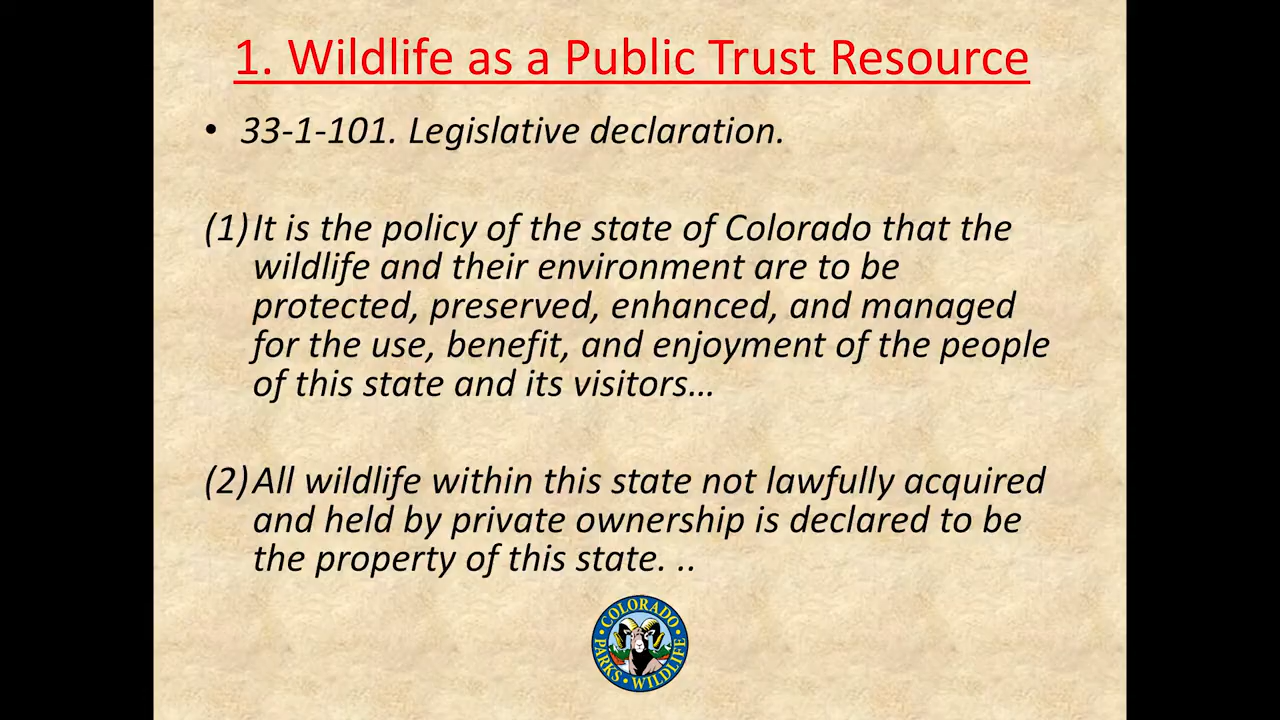 1. Wildlife as a Public Trust Resource
• 33-1-101. Legislative declaration.
(1) It is the policy of the state of Colorado that the
wildlife and their environment are to be
protected, preserved, enhanced, and managed
for the use, benefit, and enjoyment of the people
of this state and its visitors…
(2) All wildlife within this state not lawfully acquired
and held by private ownership is declared to be
the property of this state. ..
COLORADO
PARKS • WILDLIFE